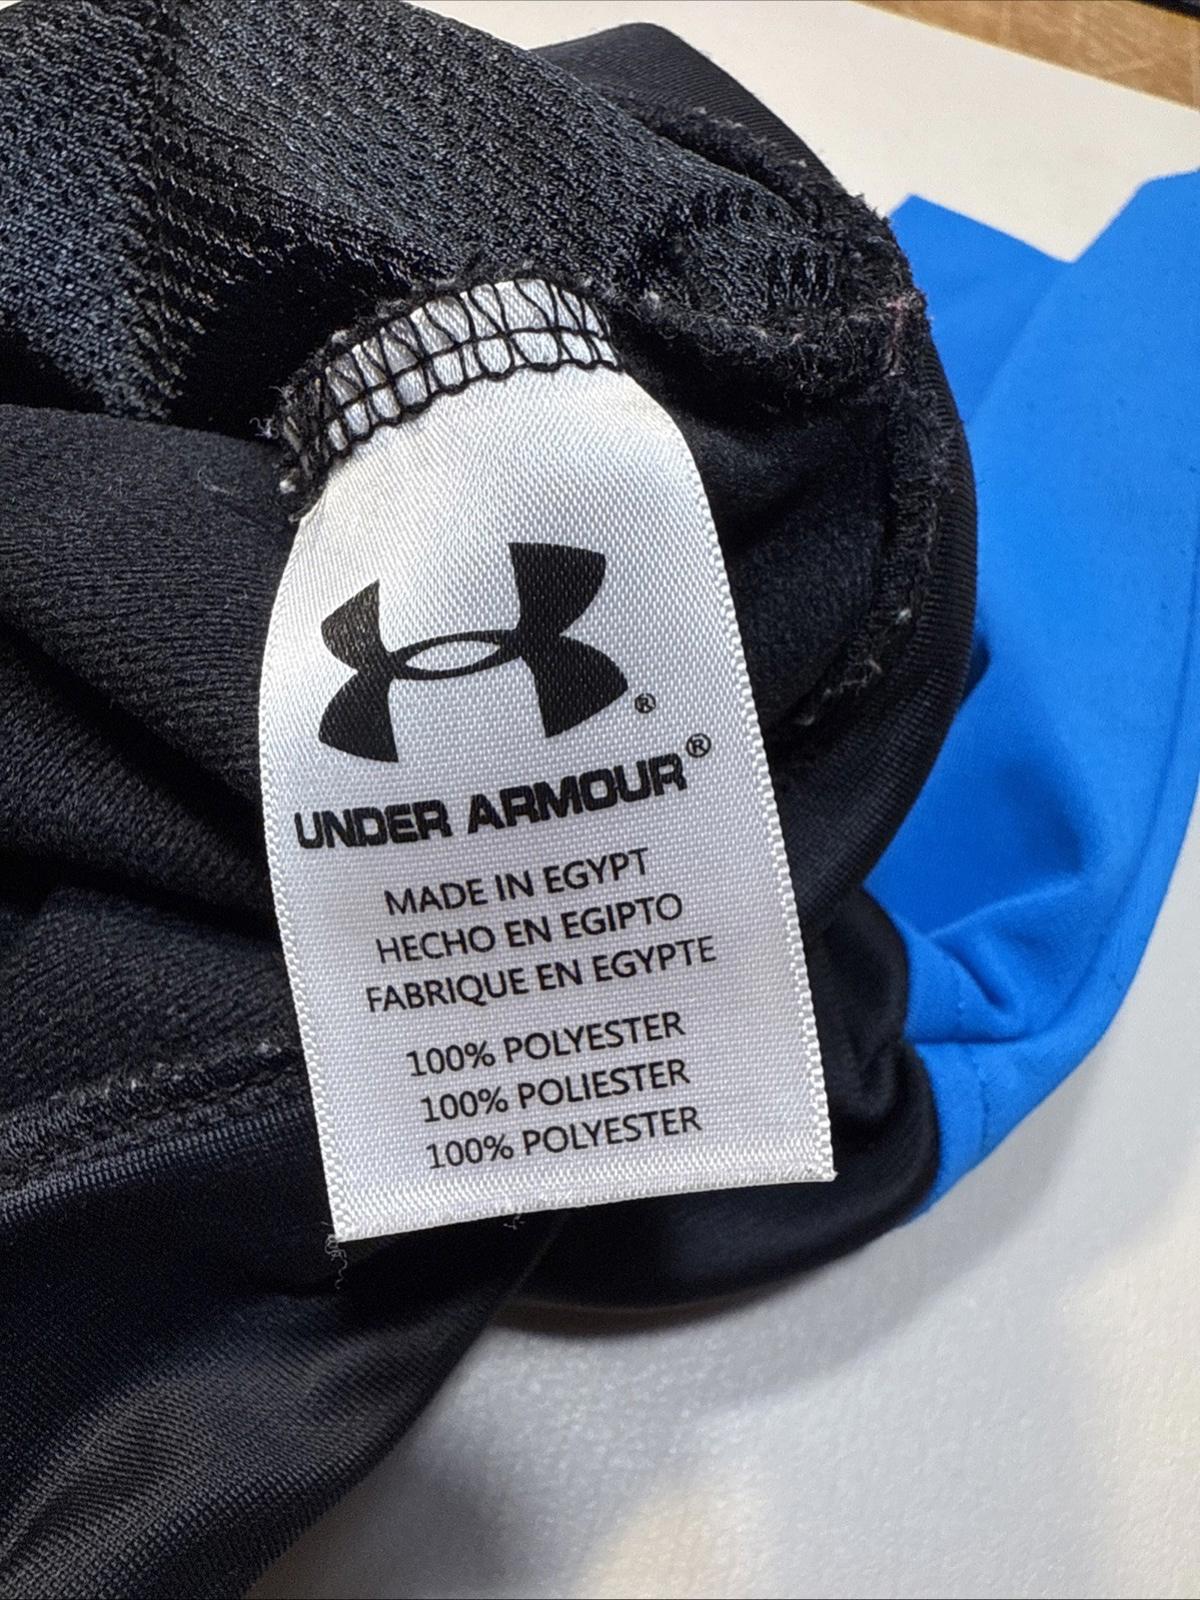 ®
UNDER ARMOUR®
MADE IN EGYPT
HECHO EN EGIPTO
FABRIQUE EN EGYPTE
100% POLYESTER
100% POLIESTER
100% POLYESTER